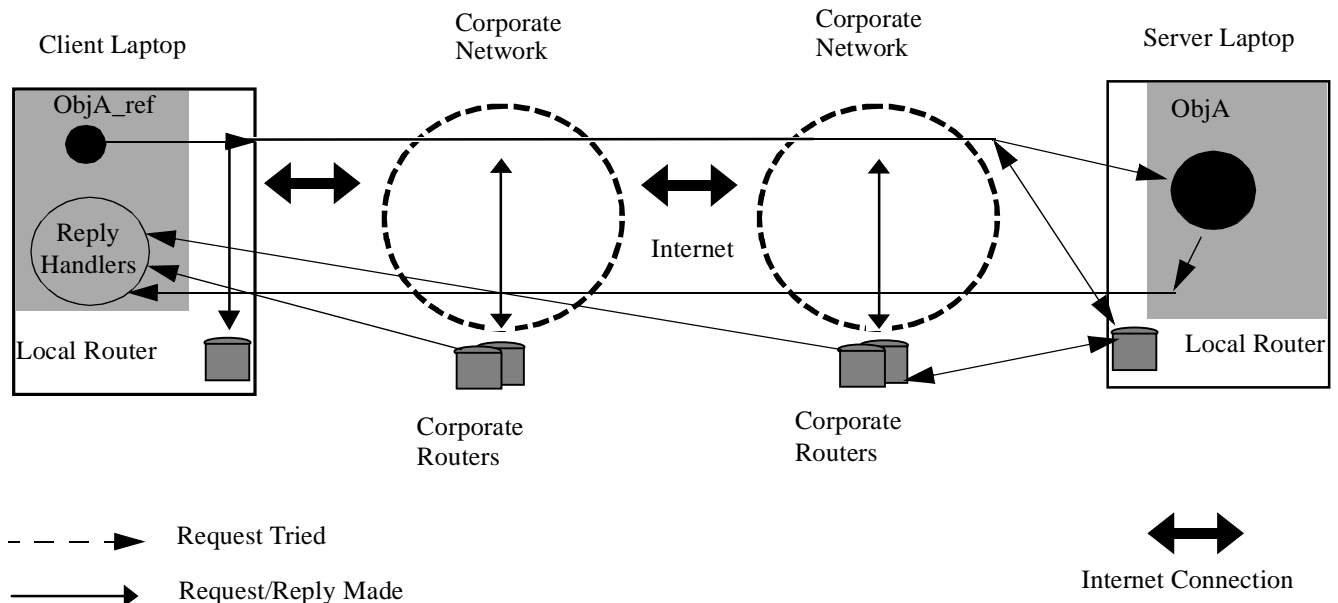 Corporate
Network
Corporate
Network
Client Laptop
Server Laptop
ObjA_ref
ObjA
Reply
Handlers
Internet
Local Router
Local Router
Corporate
Routers
Corporate
Routers
Request Tried
Request/Reply Made
Internet Connection